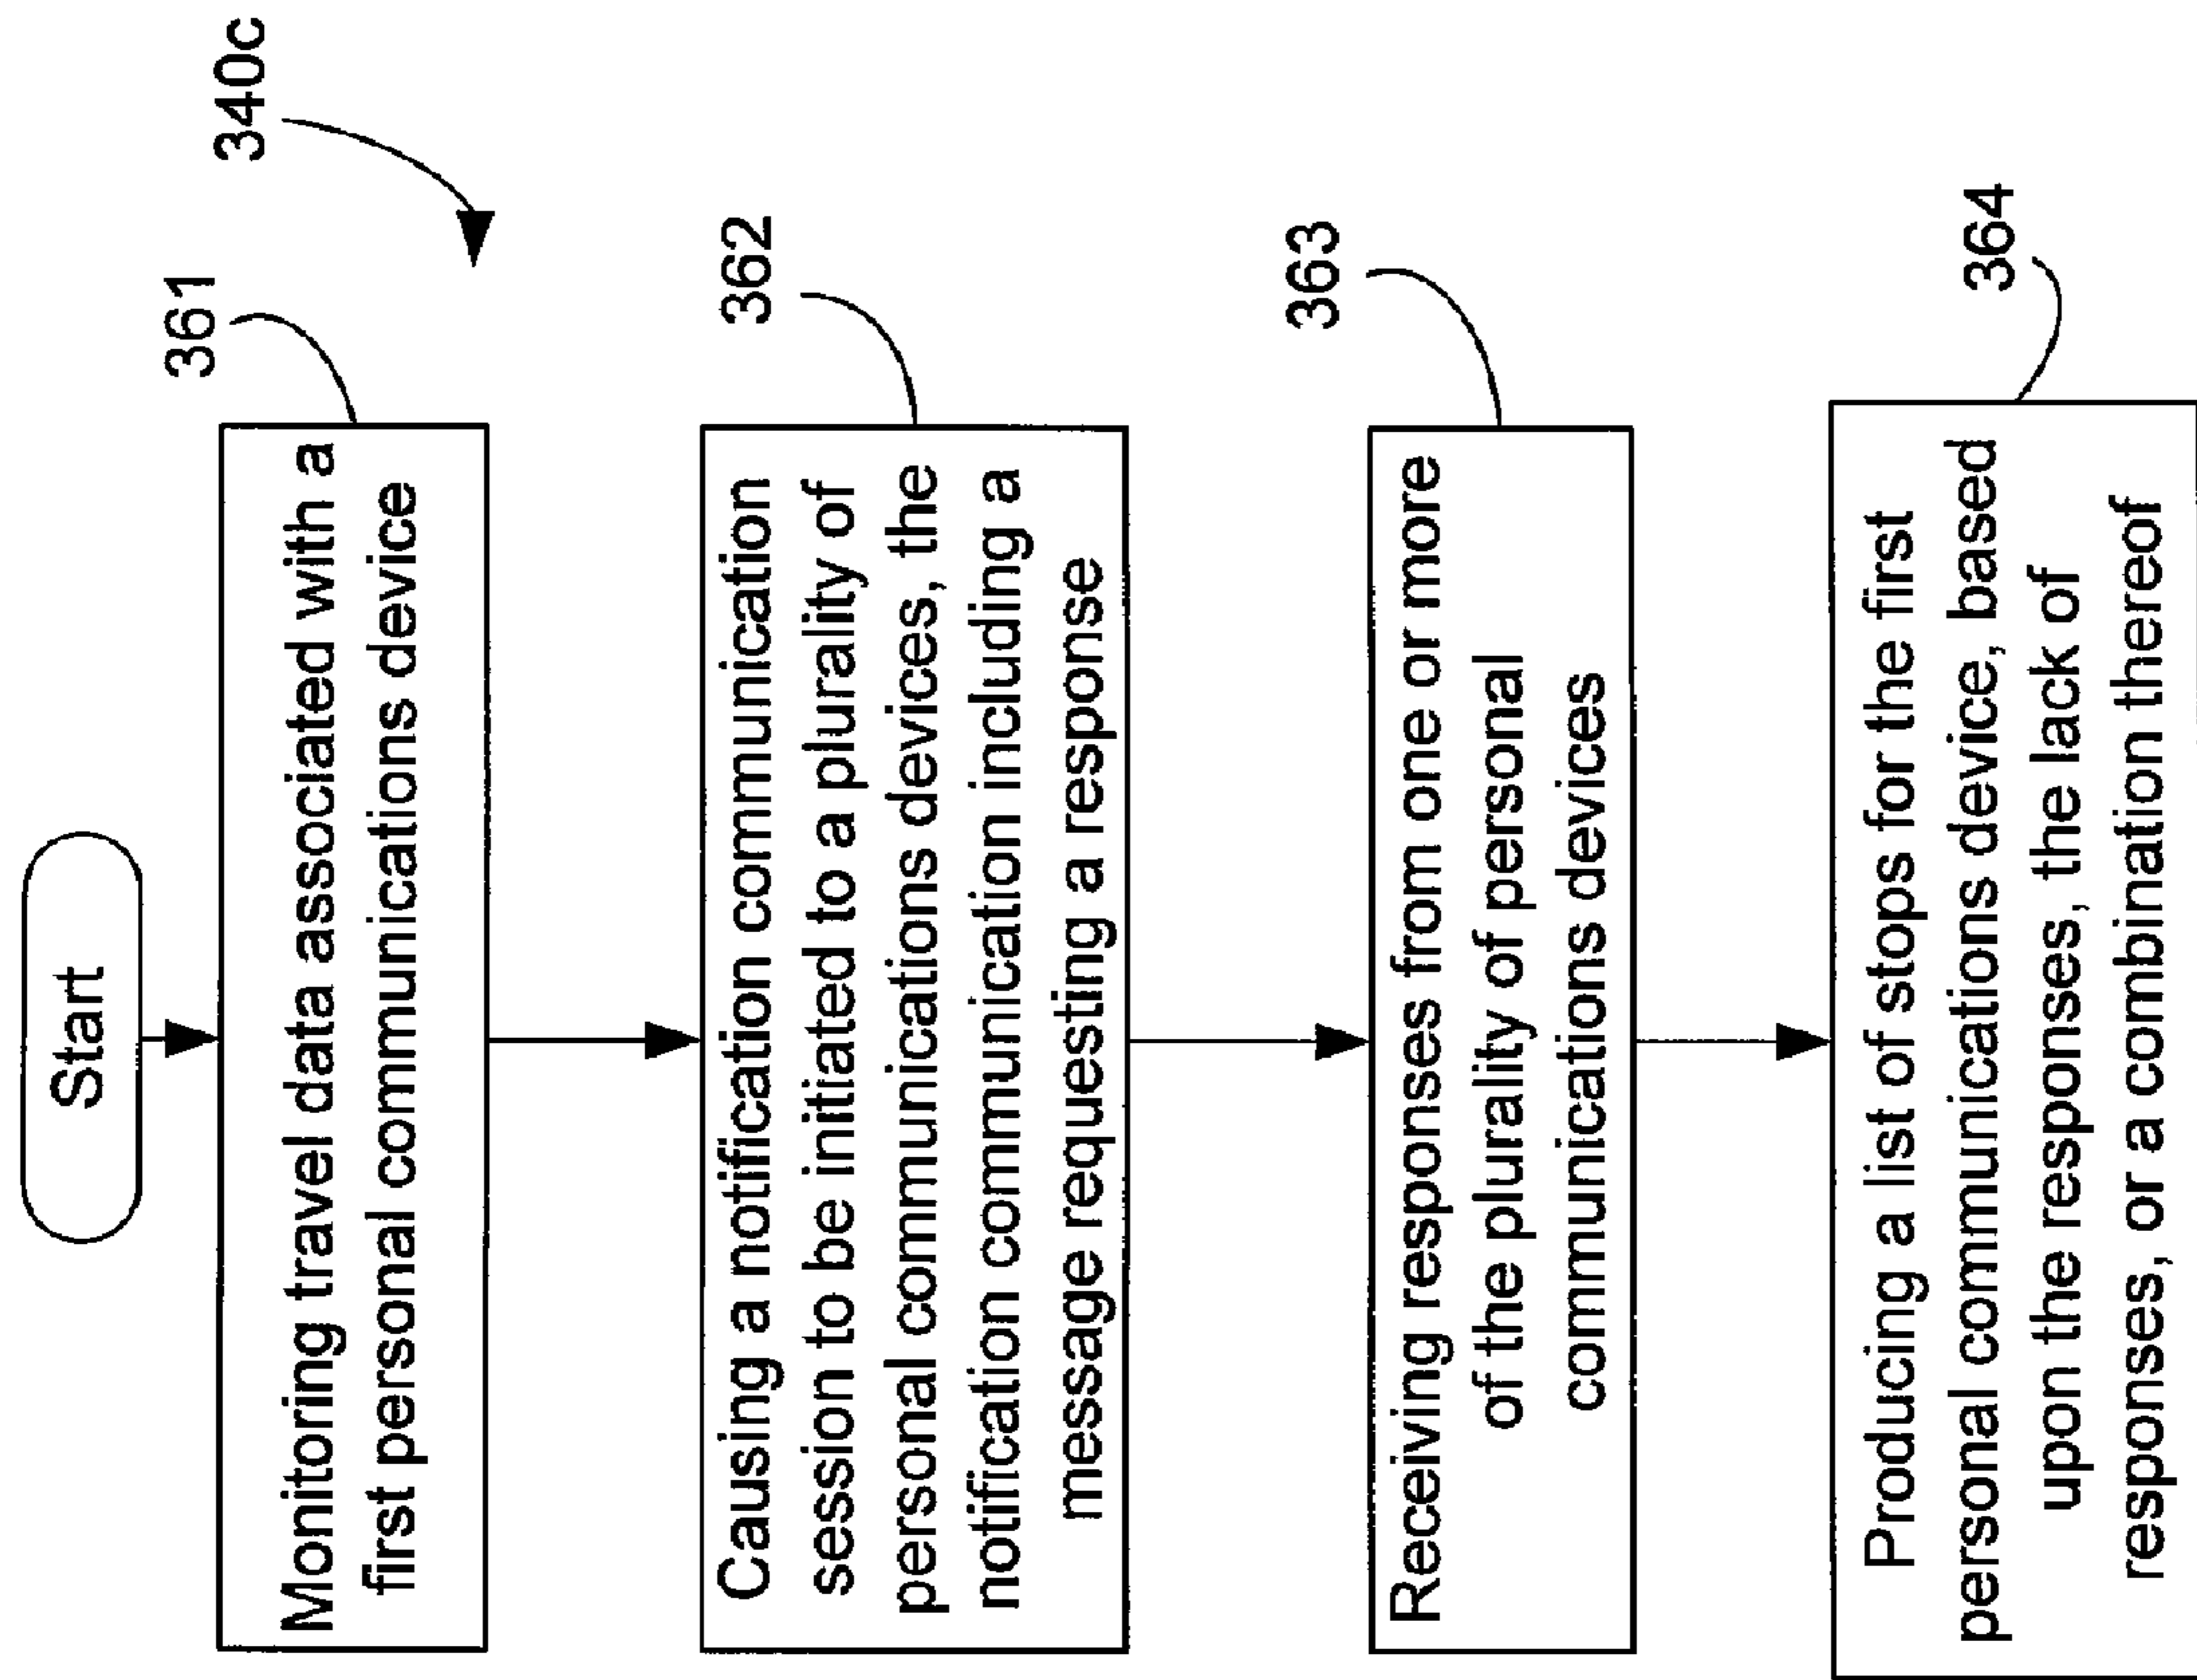 Start
340c
361
Monitoring travel data associated with a
first personal communications device
362
Causing a notification communication
session to be initiated to a plurality of
personal communications devices, the
notification communication including a
message requesting a response
363
Receiving responses from one or more
of the plurality of personal
communications devices
364
Producing a list of stops for the first
personal communications device, based
upon the responses, the lack of
responses, or a combination thereof